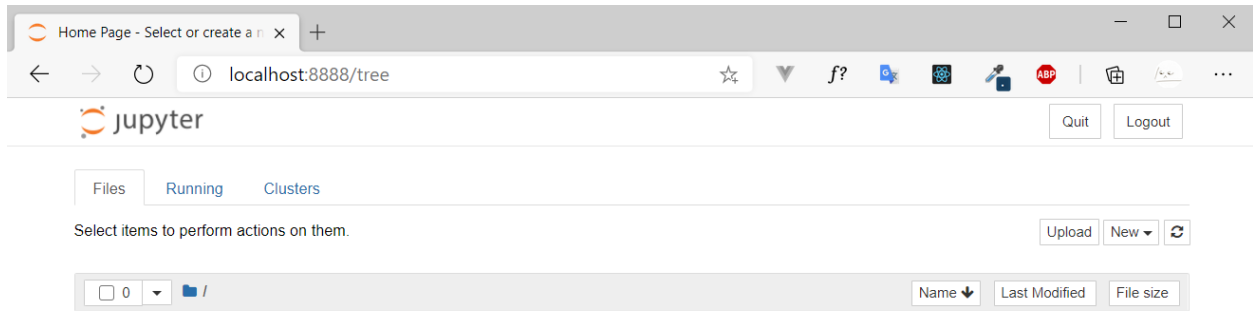 Home Page - Select or create a n
localhost:8888/tree
f?
ABP
jupyter
Quit
Logout
Files
Running
Clusters
Select items to perform actions on them.
Upload
New
0
/
Name
Last Modified
File size